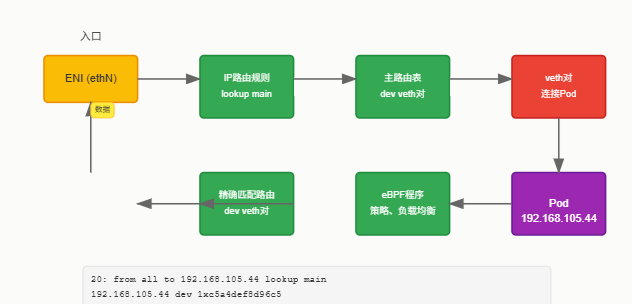 入口
ENI (ethN)
IP路由规则
lookup main
主路由表
dev veth对
veth对
连接Pod
数据
精确匹配路由
dev veth对
eBPF程序
策略、负载均衡
Pod
192.168.105.44
20: from all to 192.168.105.44 lookup main
192.168.105.44 dev lxc5a4def8d96c5